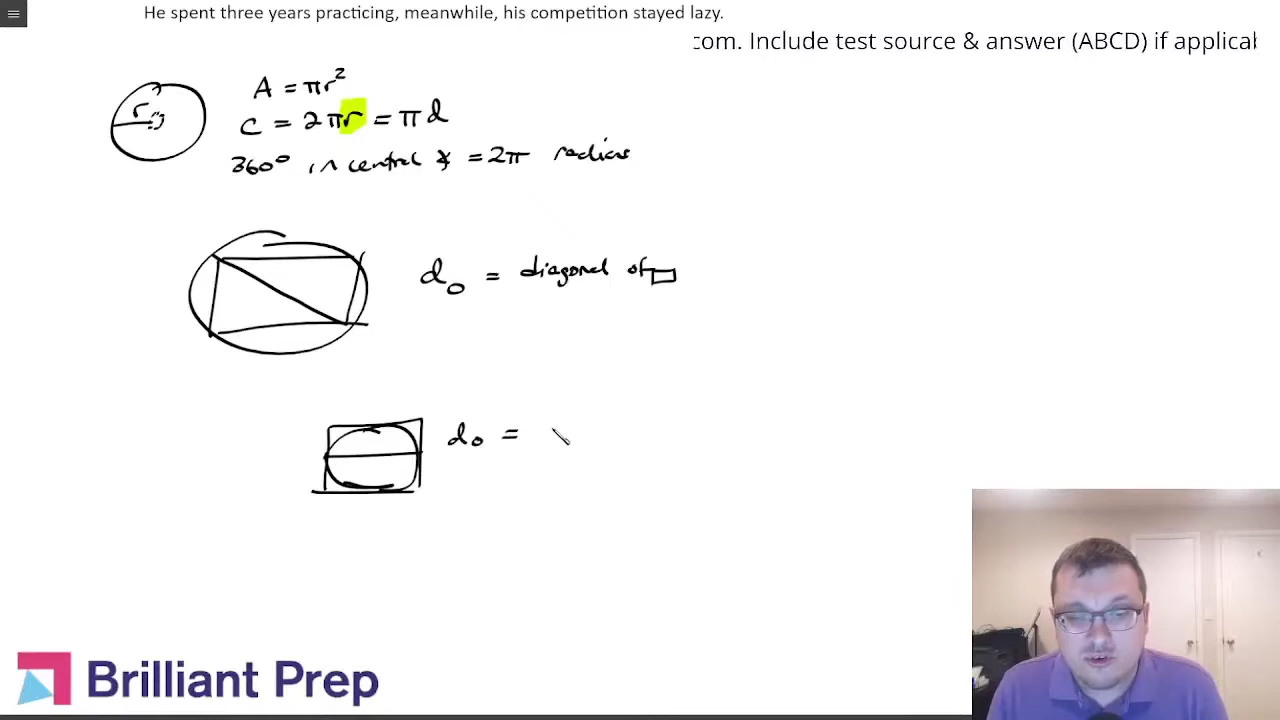 He spent three years practicing, meanwhile, his competition stayed lazy.
com. Include test source & answer (ABCD) if applical
r
A = πr²
C = 2πr = πd
360° in central ∡ = 2π radians
d○ = diagonal of ▭
d○ =
Brilliant Prep